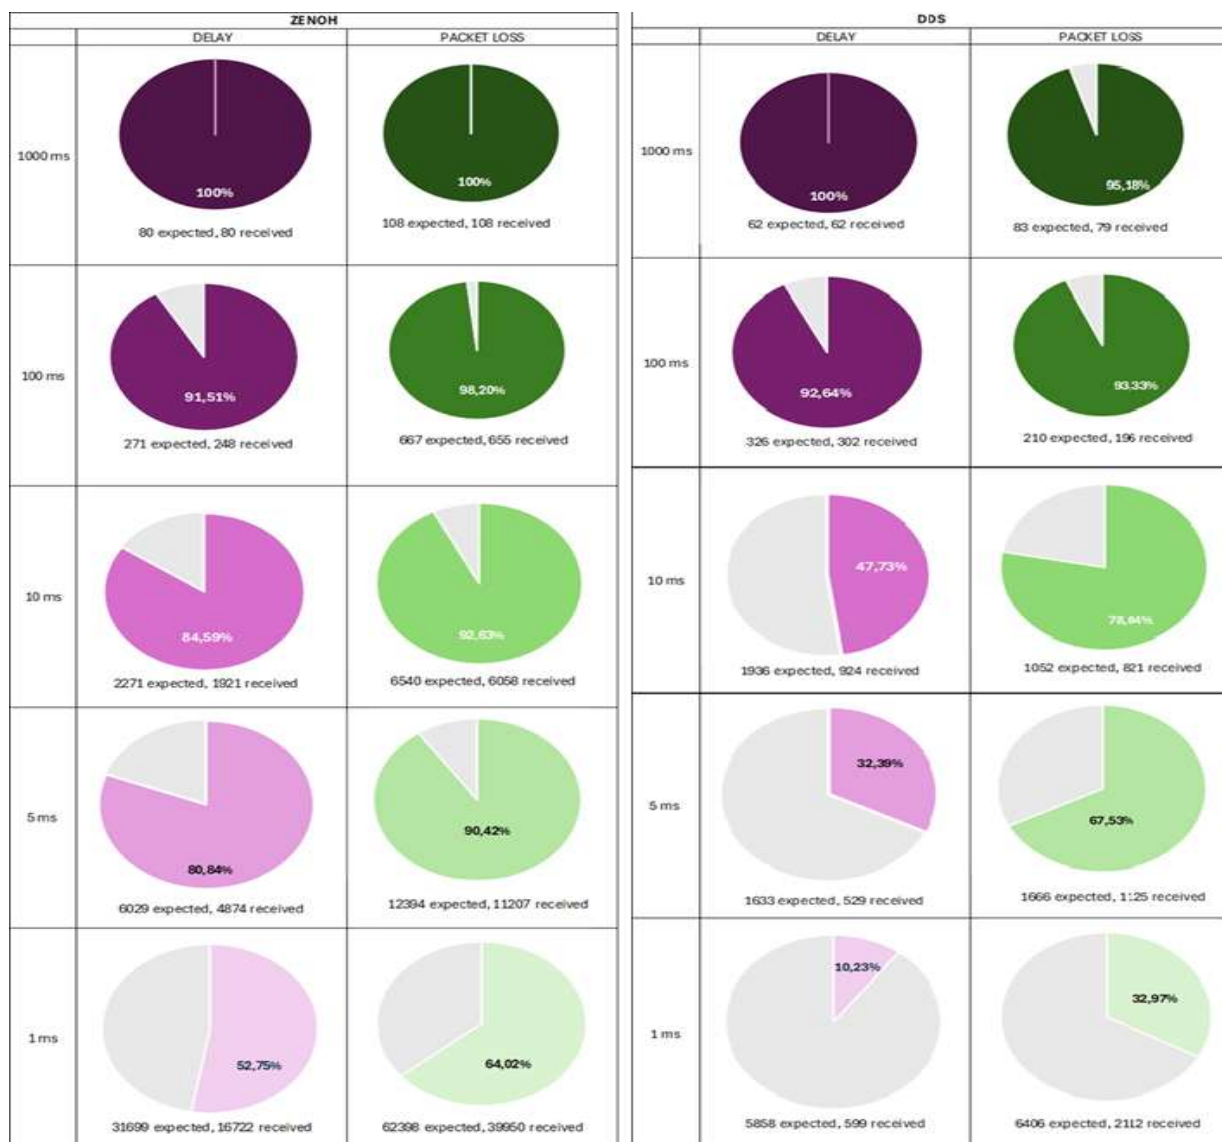 ZENOH
DELAY PACKET LOSS
1000 ms
100%
80 expected, 80 received
100%
108 expected, 108 received
100 ms
91,51%
271 expected, 248 received
98,20%
667 expected, 655 received
10 ms
84,59%
2271 expected, 1921 received
92,63%
6540 expected, 6058 received
5 ms
80,84%
6029 expected, 4874 received
90,42%
12394 expected, 11207 received
1 ms
52,75%
31699 expected, 16722 received
64,02%
62398 expected, 39950 received
DDS
DELAY PACKET LOSS
1000 ms
100%
62 expected, 62 received
95,18%
83 expected, 79 received
100 ms
92,64%
326 expected, 302 received
93,33%
210 expected, 196 received
10 ms
47,73%
1936 expected, 924 received
1052 expected, 821 received
5 ms
32,39%
1633 expected, 529 received
67,53%
1666 expected, 1125 received
1 ms
10,23%
5858 expected, 599 received
32,97%
6406 expected, 2112 received